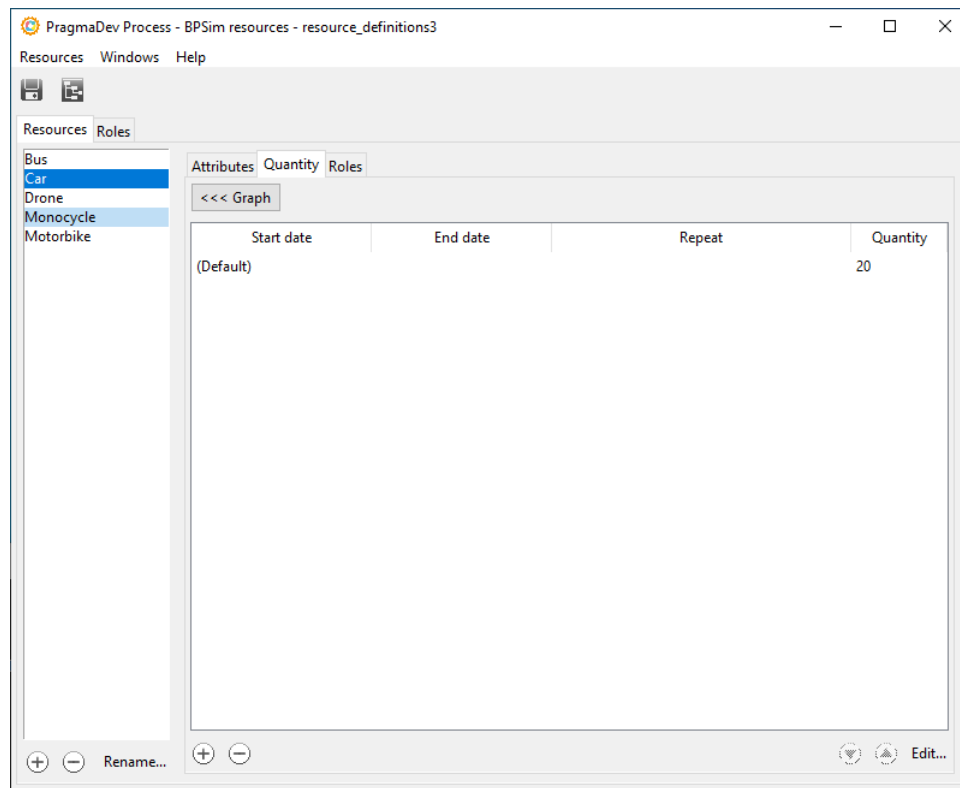 PragmaDev Process - BPSim resources - resource_definitions3
Resources Windows Help
Resources Roles
Bus
Car
Drone
Monocycle
Motorbike
Rename...
Attributes Quantity Roles
<<< Graph
Start date End date Repeat Quantity
(Default) 20
Edit...